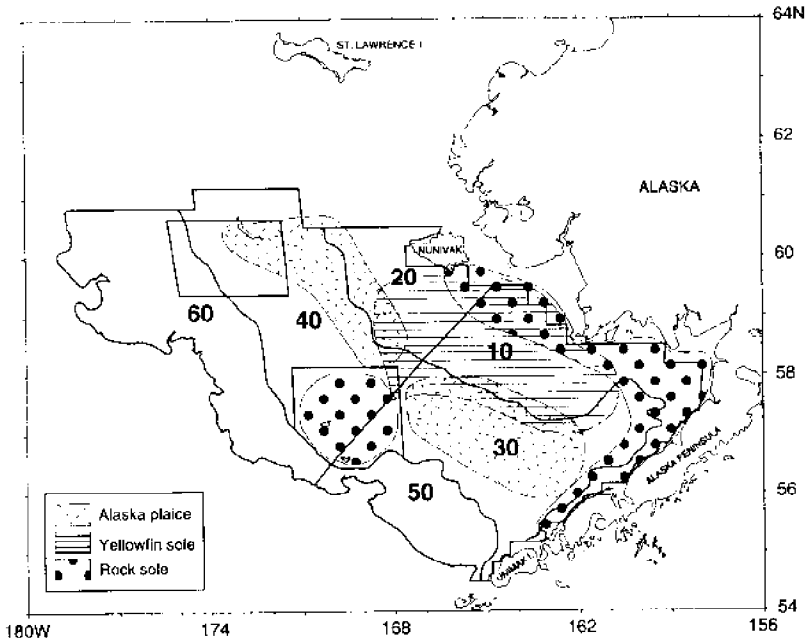 64N
ST. LAWRENCE I
62
ALASKA
60
NUNIVAK
20
60
40
10
58
30
ALASKA PENINSULA
50
56
Alaska plaice
Yellowfin sole
Rock sole
UNIMAK I.
54
180W
174
168
162
156